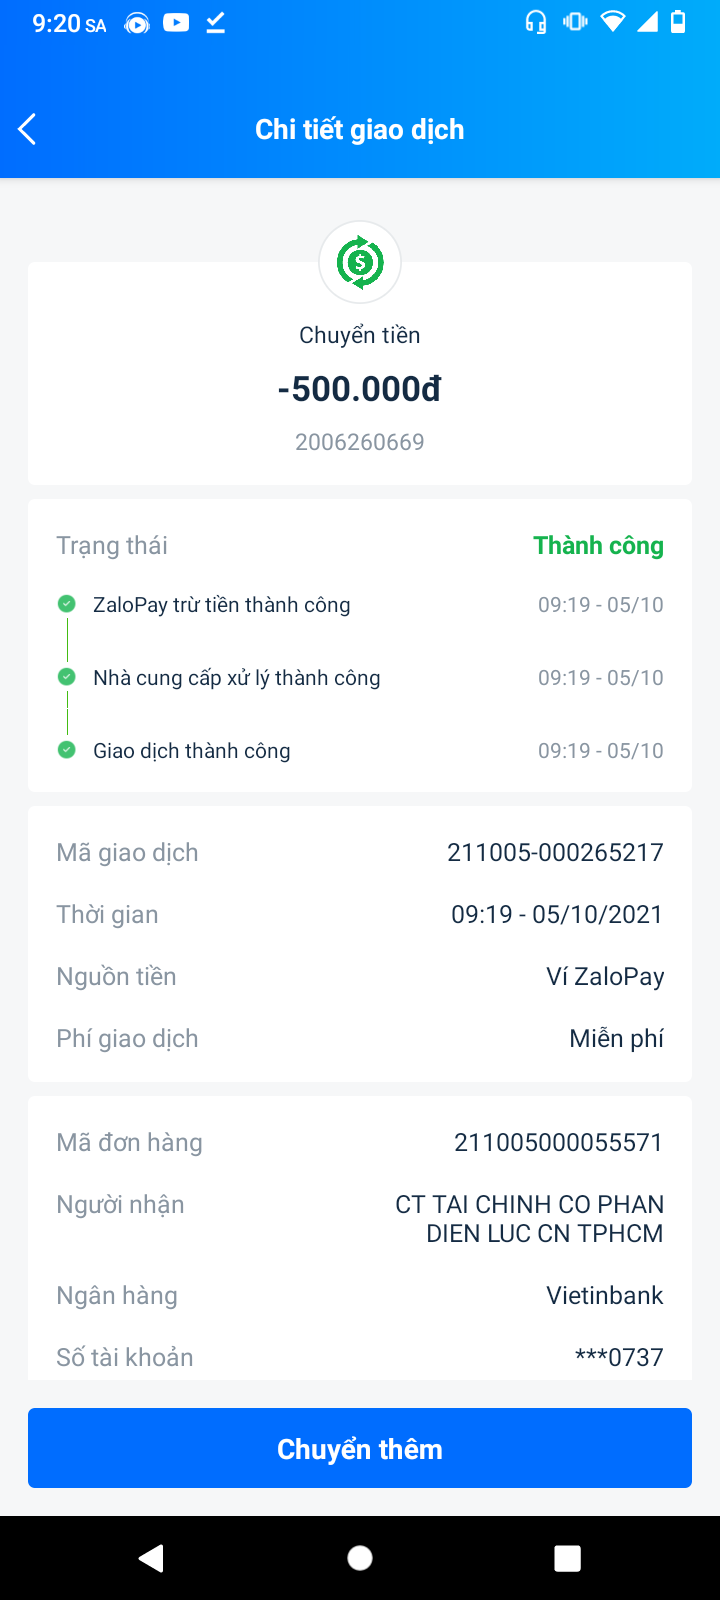 9:20 SA
Chi tiết giao dịch
$
Chuyển tiền
-500.000đ
2006260669
Trạng thái Thành công
ZaloPay trừ tiền thành công 09:19 - 05/10
Nhà cung cấp xử lý thành công 09:19 - 05/10
Giao dịch thành công 09:19 - 05/10
Mã giao dịch 211005-000265217
Thời gian 09:19 - 05/10/2021
Nguồn tiền Ví ZaloPay
Phí giao dịch Miễn phí
Mã đơn hàng 211005000055571
Người nhận CT TAI CHINH CO PHAN
DIEN LUC CN TPHCM
Ngân hàng Vietinbank
Số tài khoản ***0737
Chuyển thêm